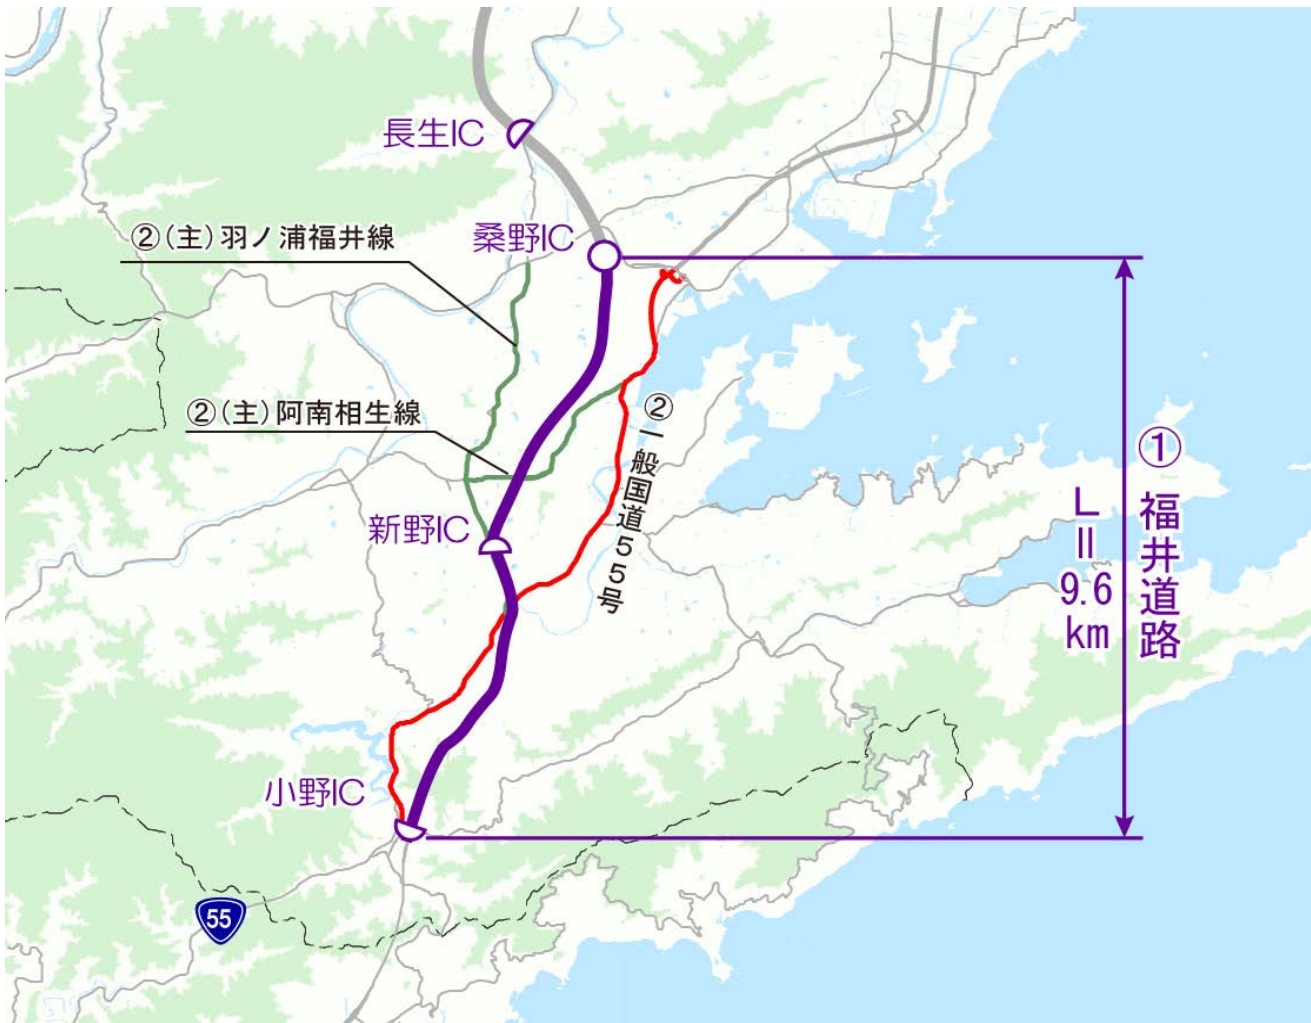 長生IC
②(主)羽ノ浦福井線
桑野IC
②(主)阿南相生線
②一般国道55号
新野IC
①福井道路
L=9.6km
小野IC
55